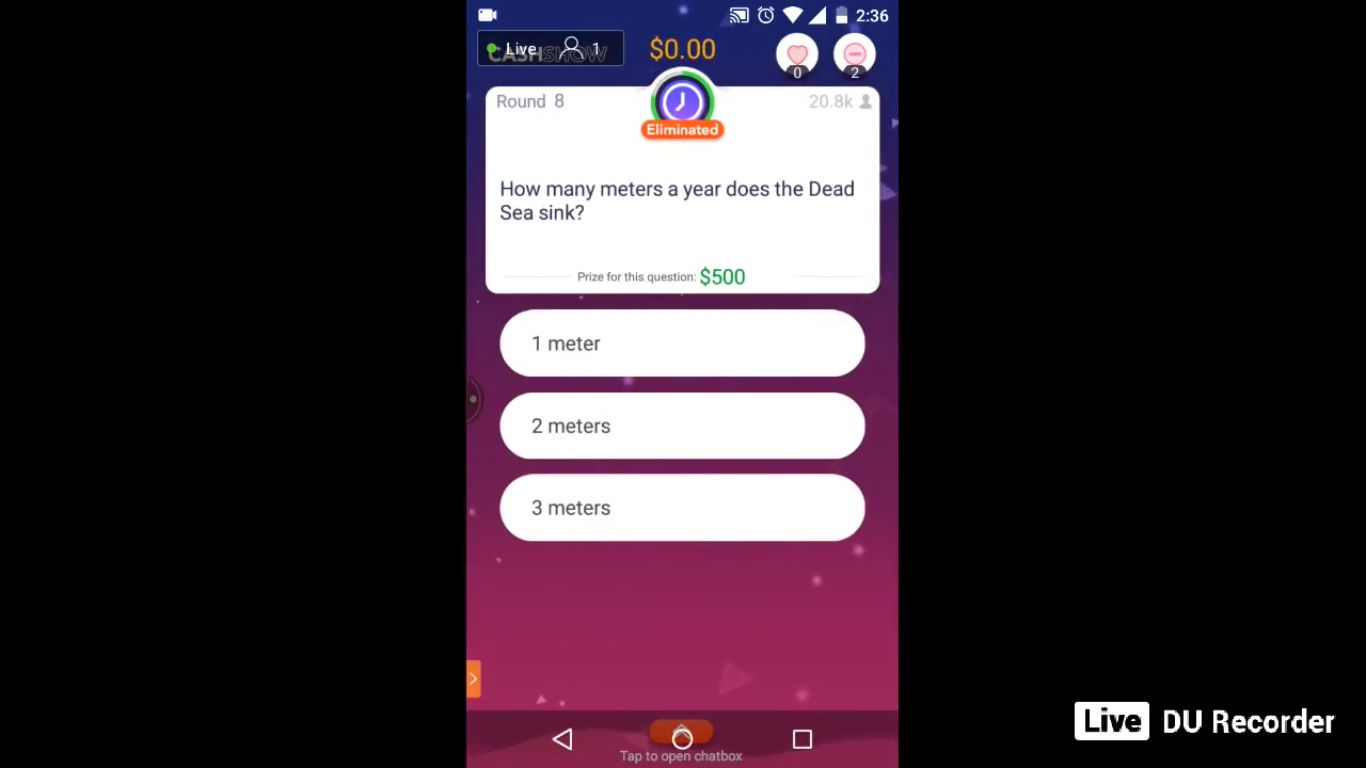 2:36
Live 1
CASHSHOW
$0.00
0
2
Round 8
20.8k
Eliminated
How many meters a year does the Dead
Sea sink?
Prize for this question: $500
1 meter
2 meters
3 meters
Tap to open chatbox
Live DU Recorder